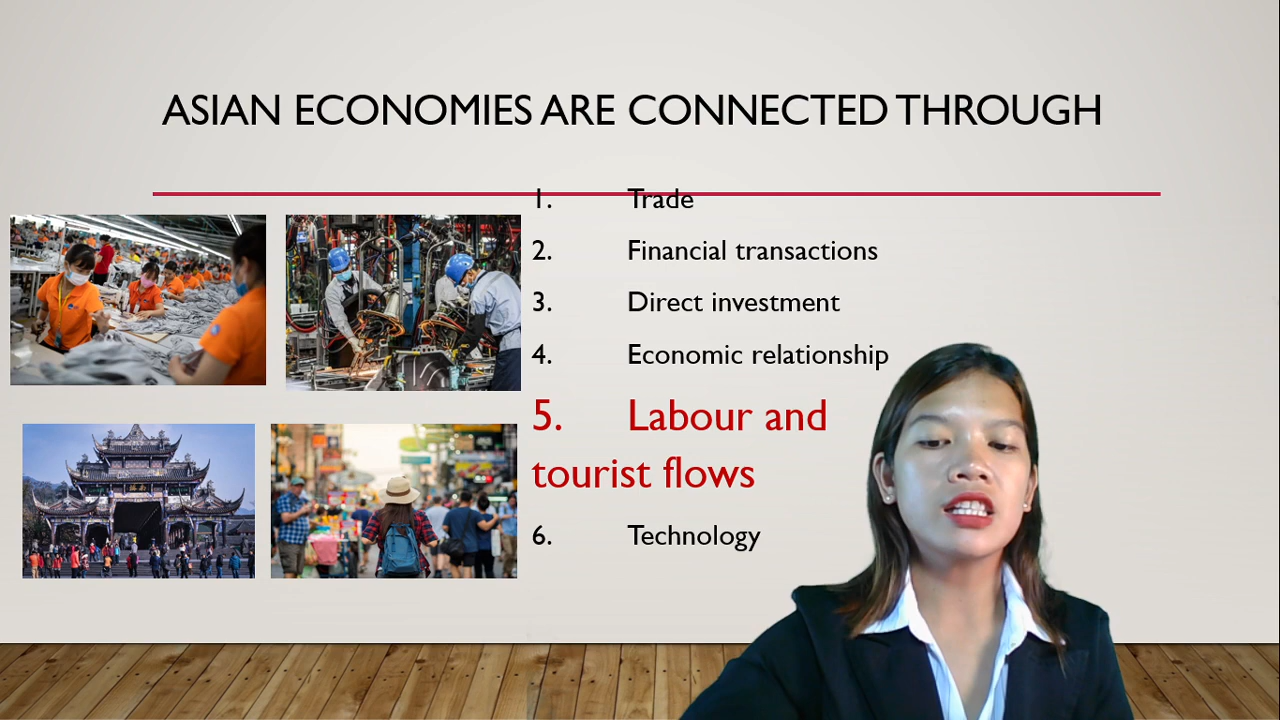 ASIAN ECONOMIES ARE CONNECTED THROUGH
1. Trade
2. Financial transactions
3. Direct investment
4. Economic relationship
5. Labour and
tourist flows
6. Technology